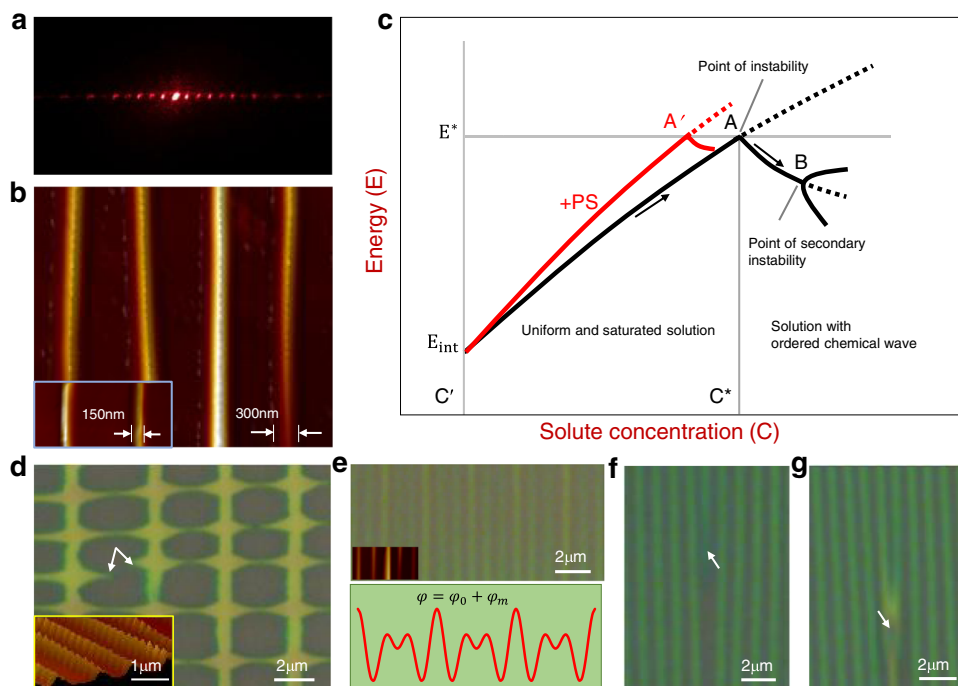 a
b
150nm
300nm
c
Point of instability
E*
A′
A
B
+PS
Point of secondary
instability
Energy (E)
E_int
Uniform and saturated solution
Solution with
ordered chemical wave
C′
C*
Solute concentration (C)
d
1μm
2μm
e
2μm
φ = φ₀ + φₘ
f
2μm
g
2μm